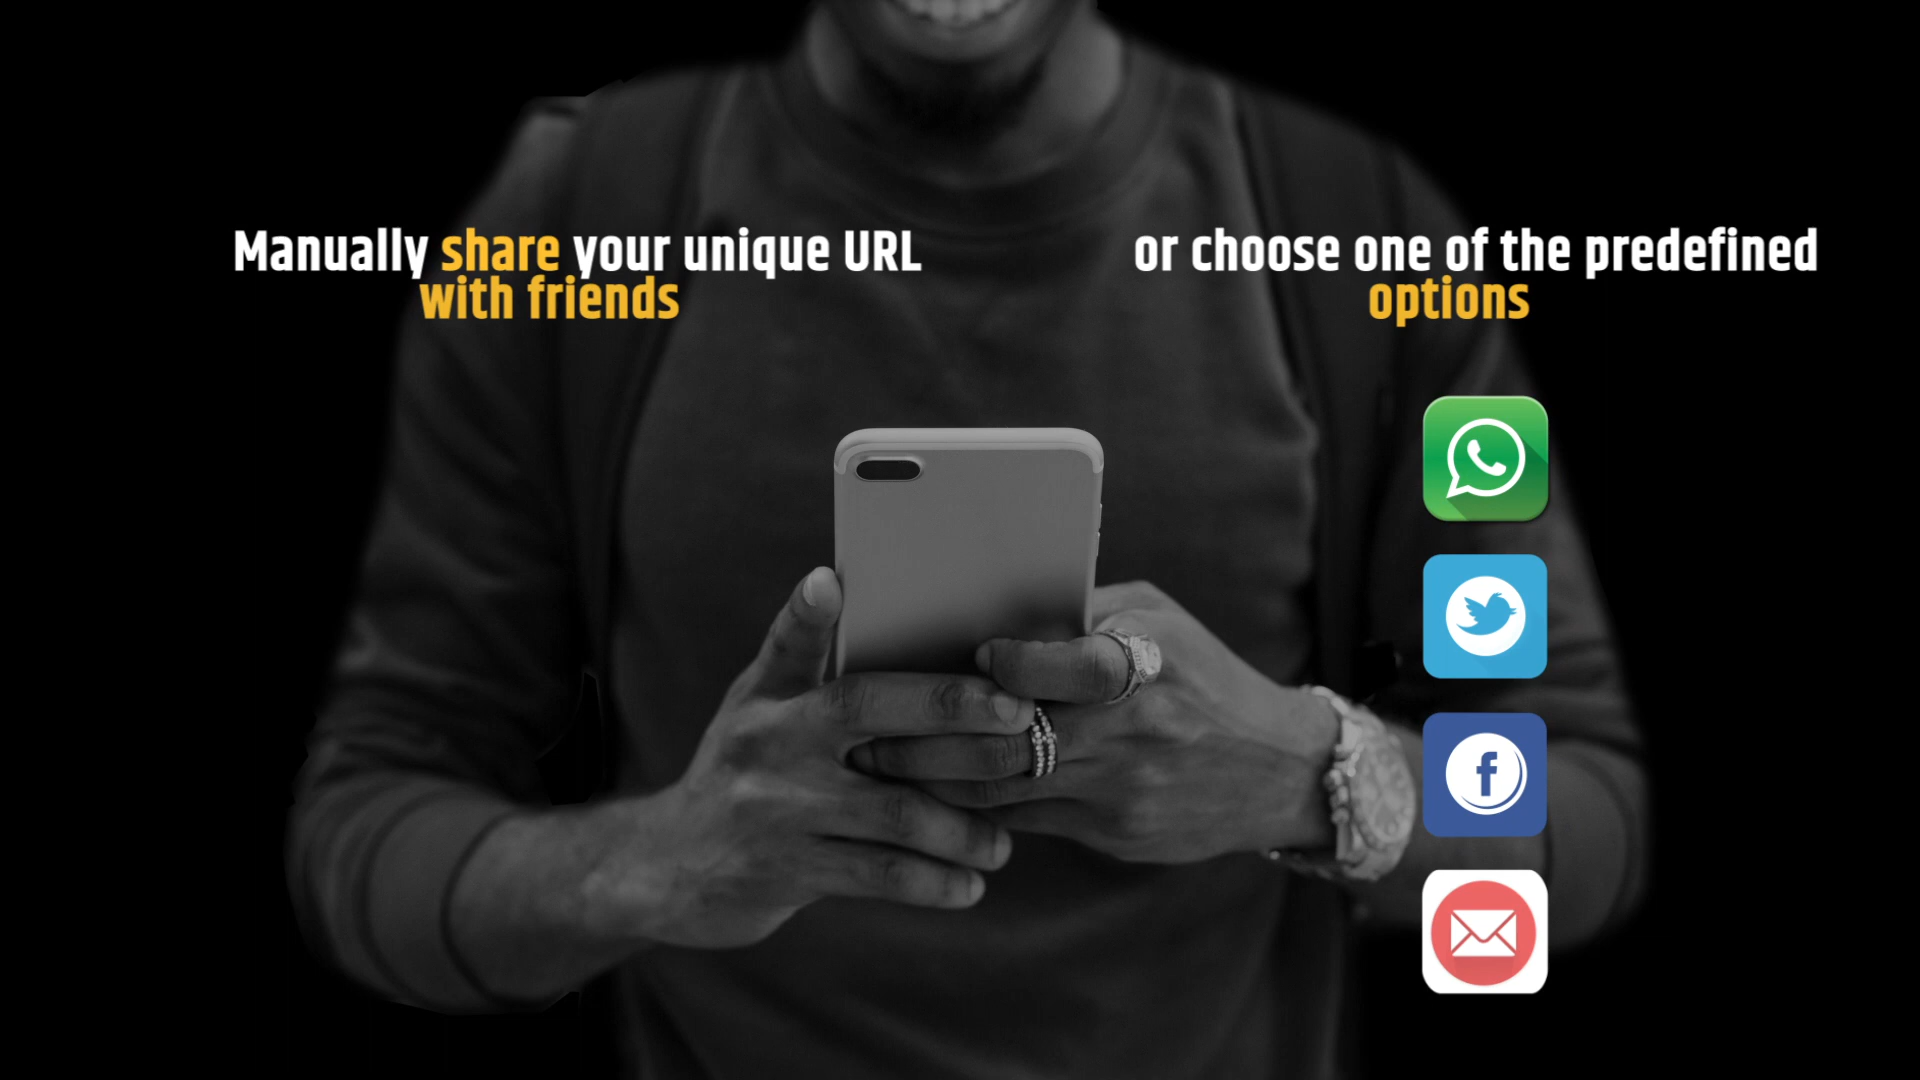 Manually share your unique URL
with friends
or choose one of the predefined
options